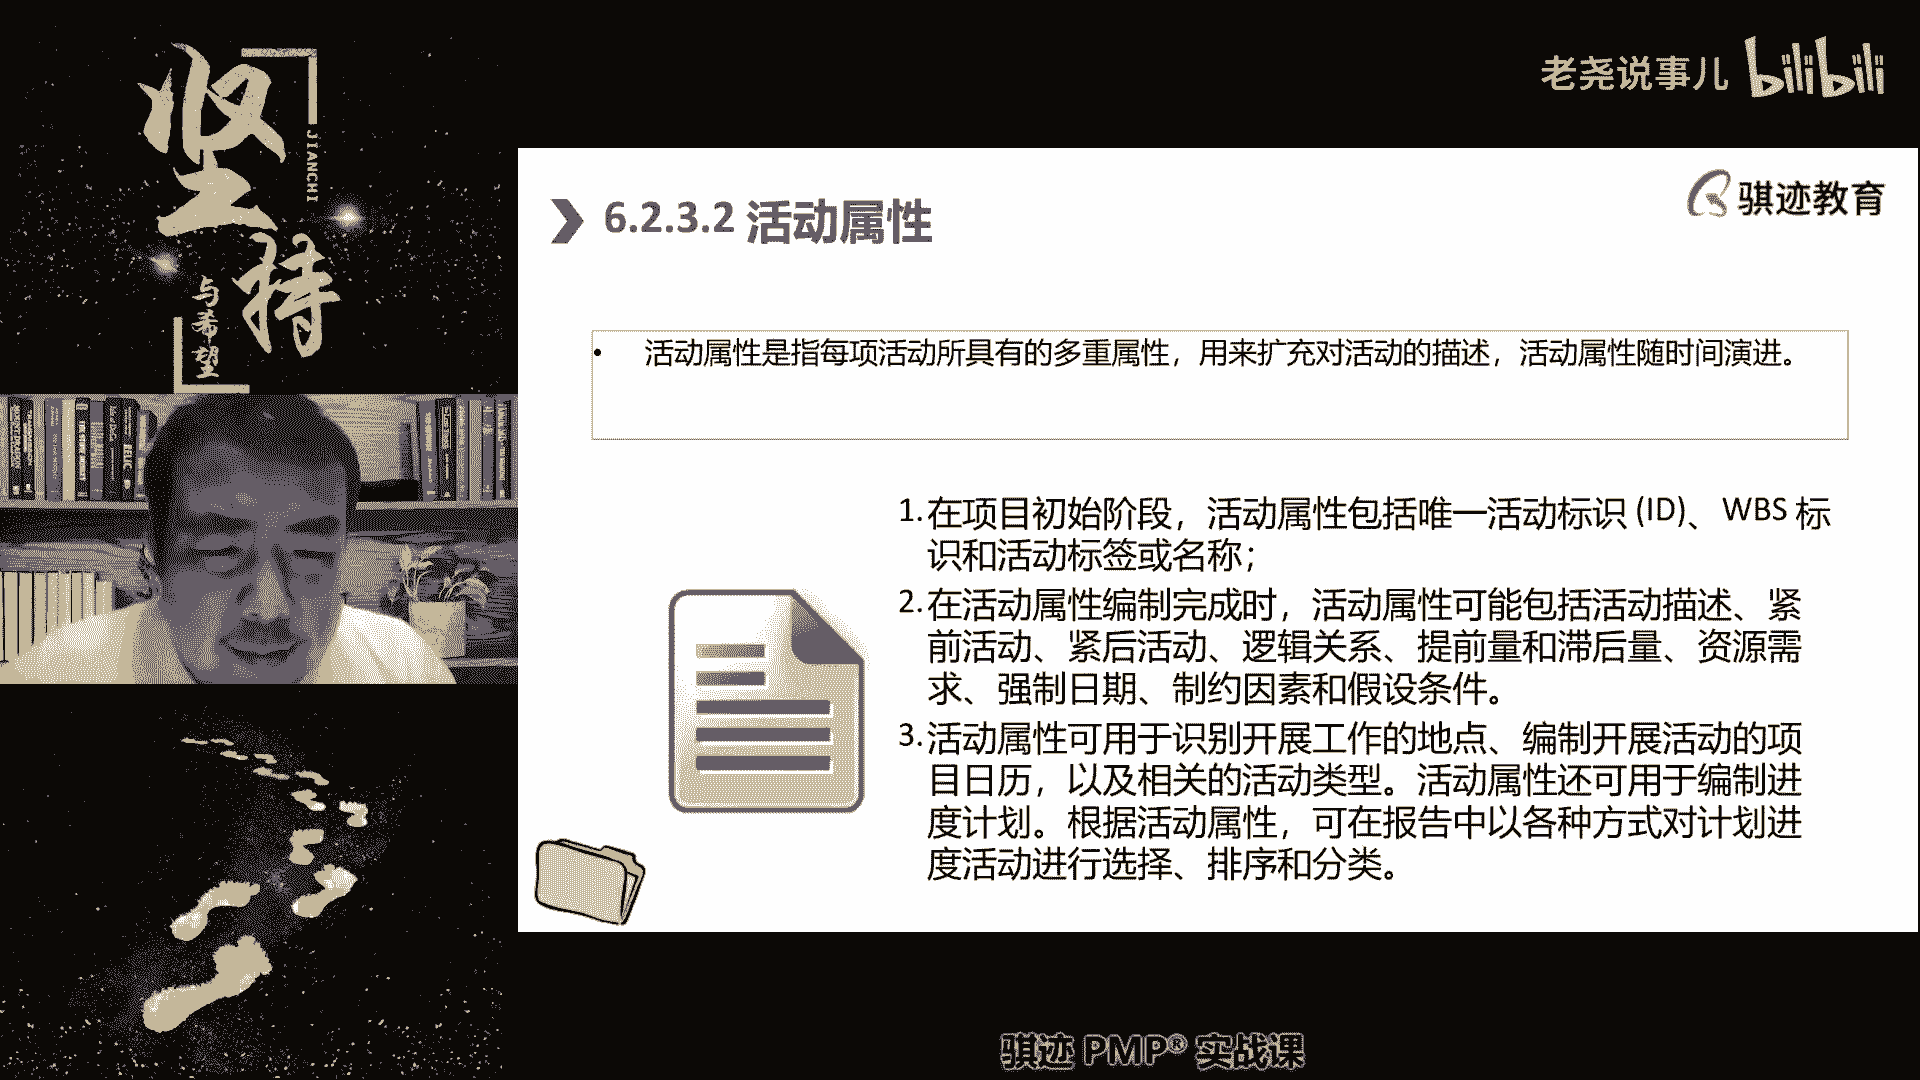 坚持
JIANCHI
与希望
老尧说事儿 bilibili
骐迹教育
6.2.3.2 活动属性
• 活动属性是指每项活动所具有的多重属性，用来扩充对活动的描述，活动属性随时间演进。
1.在项目初始阶段，活动属性包括唯一活动标识 (ID)、WBS 标
识和活动标签或名称；
2.在活动属性编制完成时，活动属性可能包括活动描述、紧
前活动、紧后活动、逻辑关系、提前量和滞后量、资源需
求、强制日期、制约因素和假设条件。
3.活动属性可用于识别开展工作的地点、编制开展活动的项
目日历，以及相关的活动类型。活动属性还可用于编制进
度计划。根据活动属性，可在报告中以各种方式对计划进
度活动进行选择、排序和分类。
骐迹 PMP® 实战课